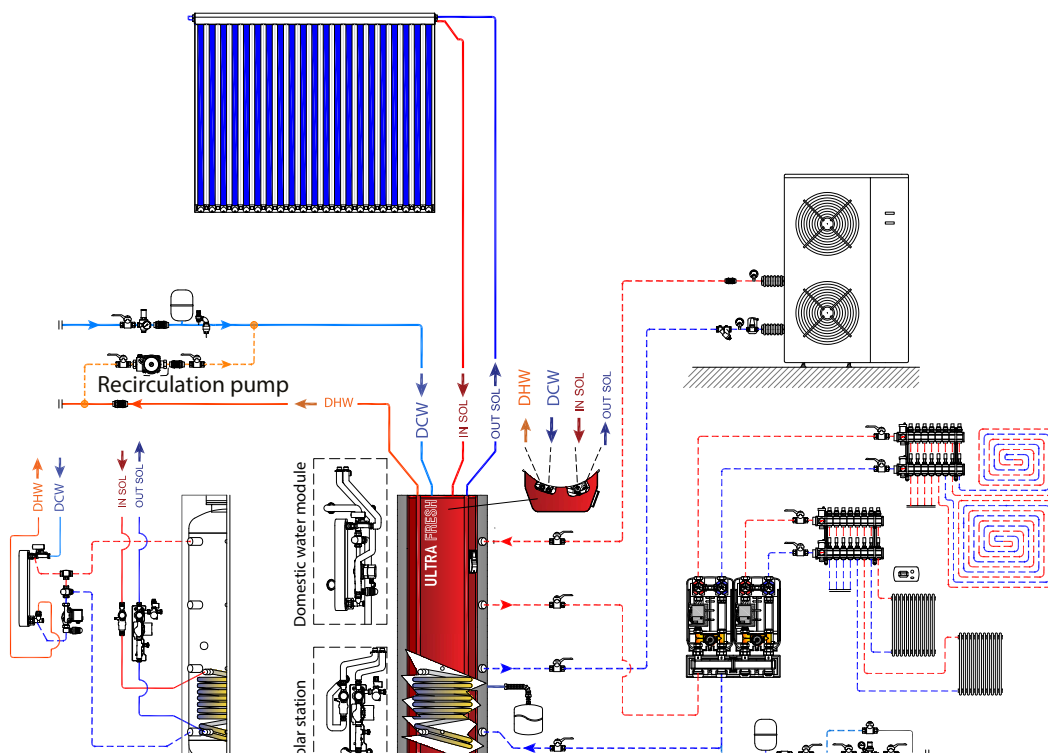 Recirculation pump
DHW
DCW
IN SOL
OUT SOL
DHW
DCW
IN SOL
OUT SOL
DHW
DCW
IN SOL
OUT SOL
Domestic water module
ULTRA FRESH
olar station